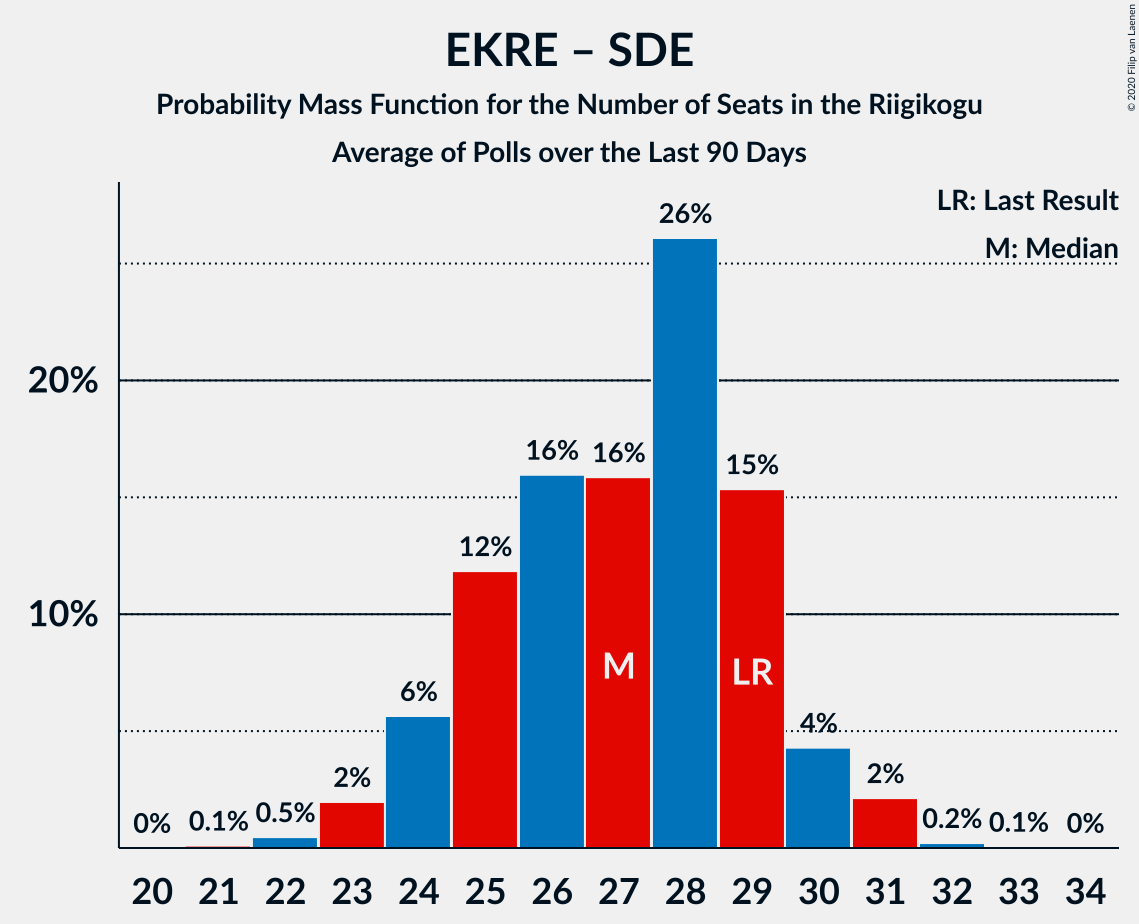 EKRE – SDE
Probability Mass Function for the Number of Seats in the Riigikogu
Average of Polls over the Last 90 Days
© 2020 Filip van Laenen
LR: Last Result
M: Median
20%
10%
0%
0.1%
0.5%
2%
6%
12%
16%
16%
26%
15%
4%
2%
0.2%
0.1%
0%
M
LR
20 21 22 23 24 25 26 27 28 29 30 31 32 33 34